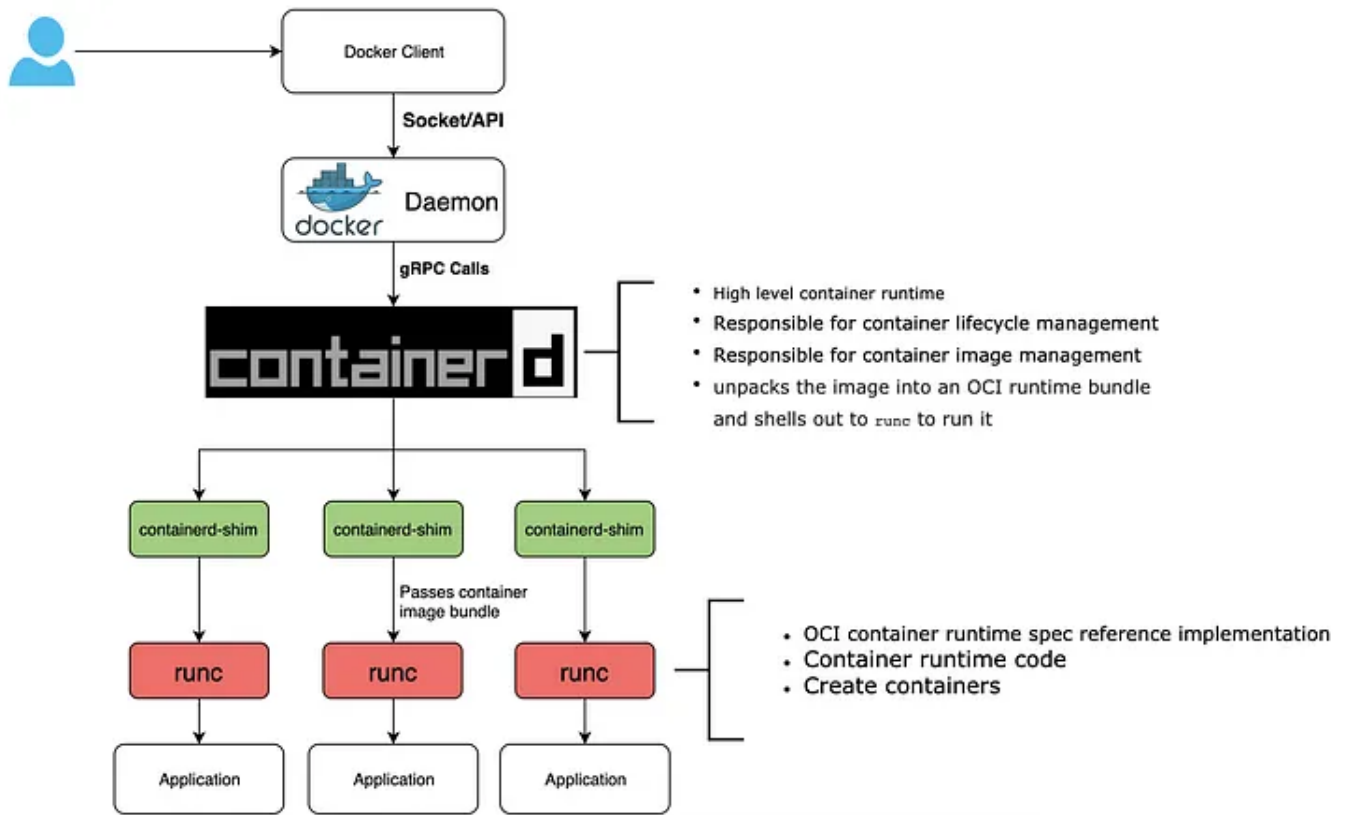 Docker Client
Socket/API
docker
Daemon
gRPC Calls
containerd
• High level container runtime
• Responsible for container lifecycle management
• Responsible for container image management
• unpacks the image into an OCI runtime bundle
and shells out to runc to run it
containerd-shim
containerd-shim
containerd-shim
Passes container
image bundle
runc
runc
runc
• OCI container runtime spec reference implementation
• Container runtime code
• Create containers
Application
Application
Application